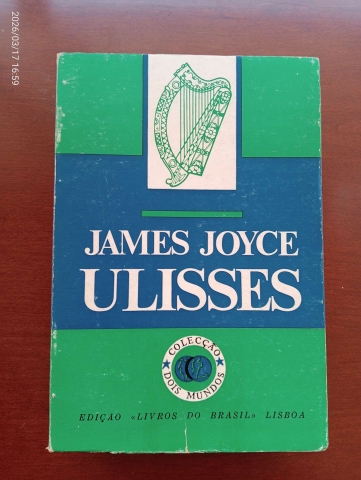 2026/03/17 16:59
JAMES JOYCE
ULISSES
COLECÇÃO
DOIS MUNDOS
EDIÇÃO «LIVROS DO BRASIL» LISBOA